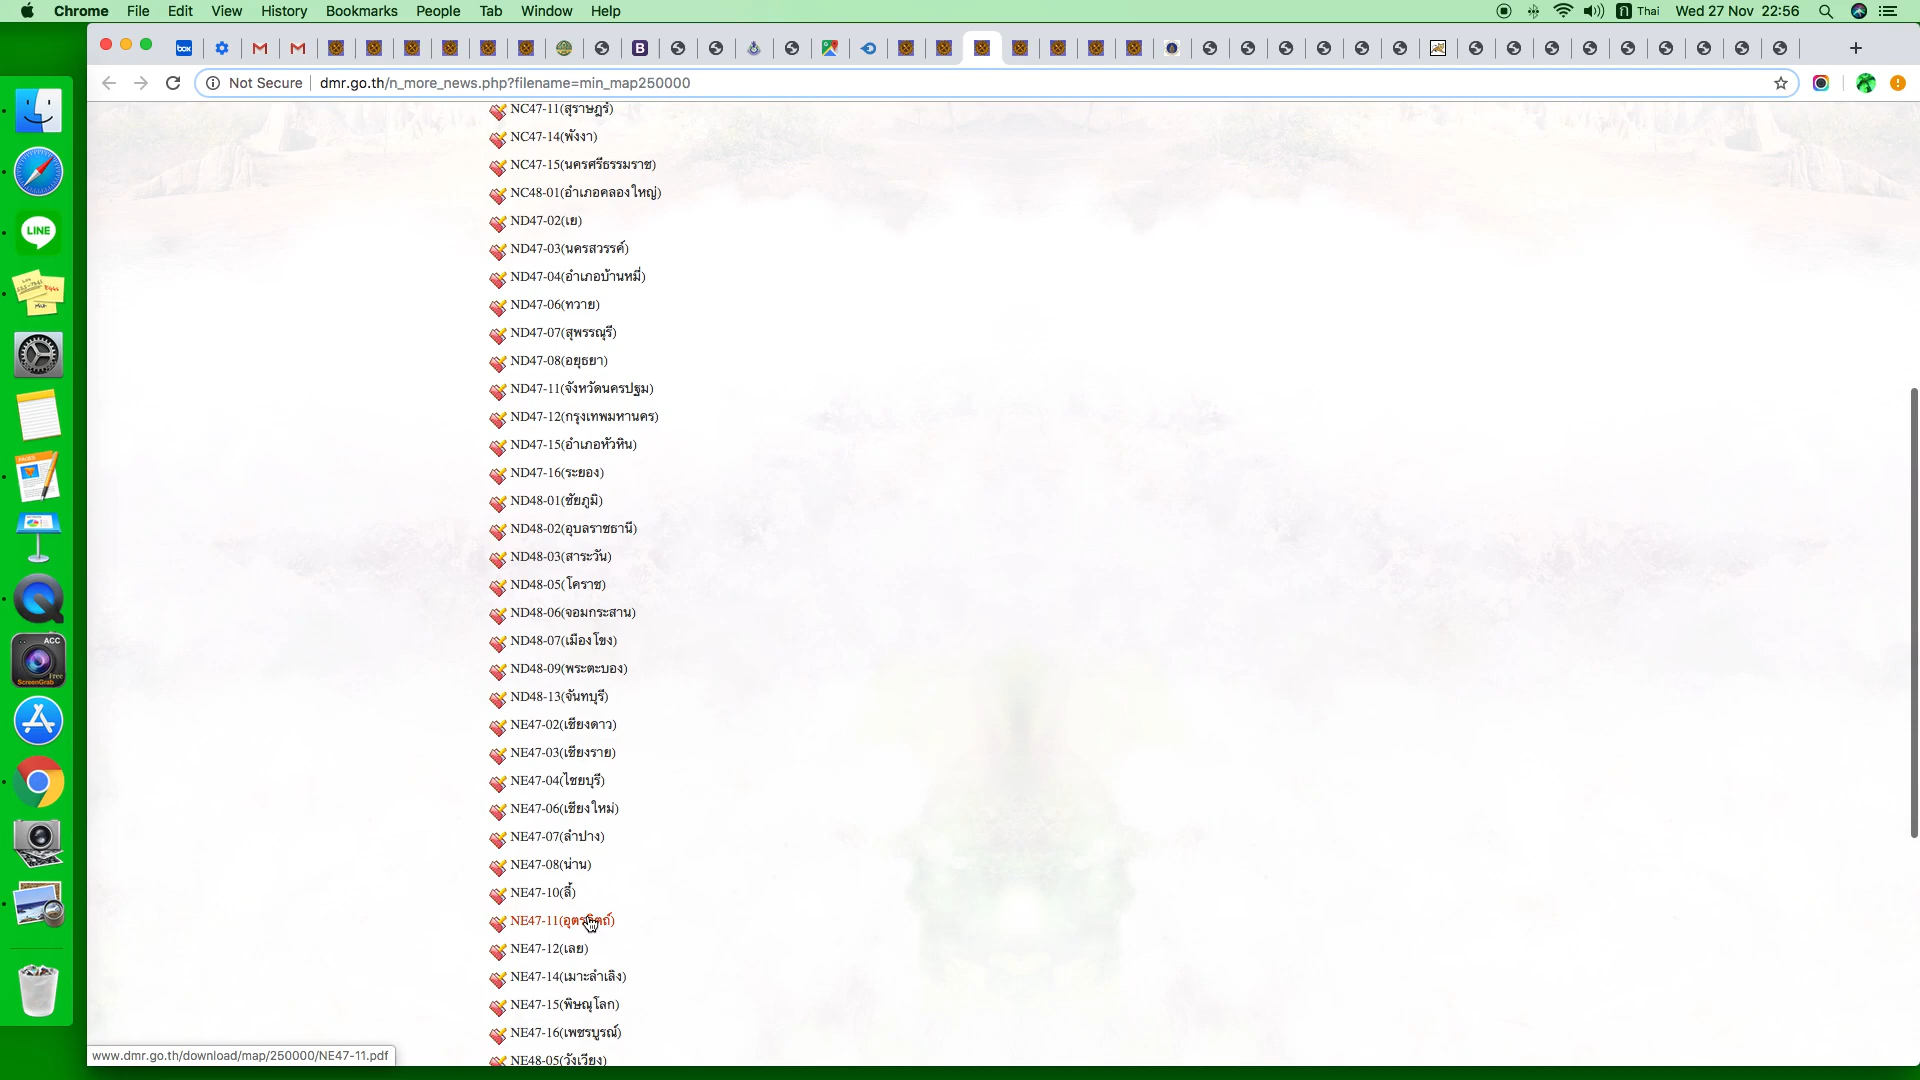 Chrome File Edit View History Bookmarks People Tab Window Help Thai Wed 27 Nov 22:56
Not Secure dmr.go.th/n_more_news.php?filename=min_map250000
NC47-11(สุราษฎร์)
NC47-14(พังงา)
NC47-15(นครศรีธรรมราช)
NC48-01(อำเภอคลองใหญ่)
ND47-02(เย)
ND47-03(นครสวรรค์)
ND47-04(อำเภอบ้านหมี่)
ND47-06(ทวาย)
ND47-07(สุพรรณุรี)
ND47-08(อยุธยา)
ND47-11(จังหวัดนครปฐม)
ND47-12(กรุงเทพมหานคร)
ND47-15(อำเภอหัวหิน)
ND47-16(ระยอง)
ND48-01(ชัยภูมิ)
ND48-02(อุบลราชธานี)
ND48-03(สาระวัน)
ND48-05(โคราช)
ND48-06(จอมกระสาน)
ND48-07(เมืองโขง)
ND48-09(พระตะบอง)
ND48-13(จันทบุรี)
NE47-02(เชียงดาว)
NE47-03(เชียงราย)
NE47-04(ไชยบุรี)
NE47-06(เชียงใหม่)
NE47-07(ลำปาง)
NE47-08(น่าน)
NE47-10(ลี้)
NE47-11(อุตรดิตถ์)
NE47-12(เลย)
NE47-14(เมาะลำเลิง)
NE47-15(พิษณุโลก)
NE47-16(เพชรบูรณ์)
NE48-05(วังเวียง)
www.dmr.go.th/download/map/250000/NE47-11.pdf
LINE
PAGES
ACC
ScreenGrab
Free
box